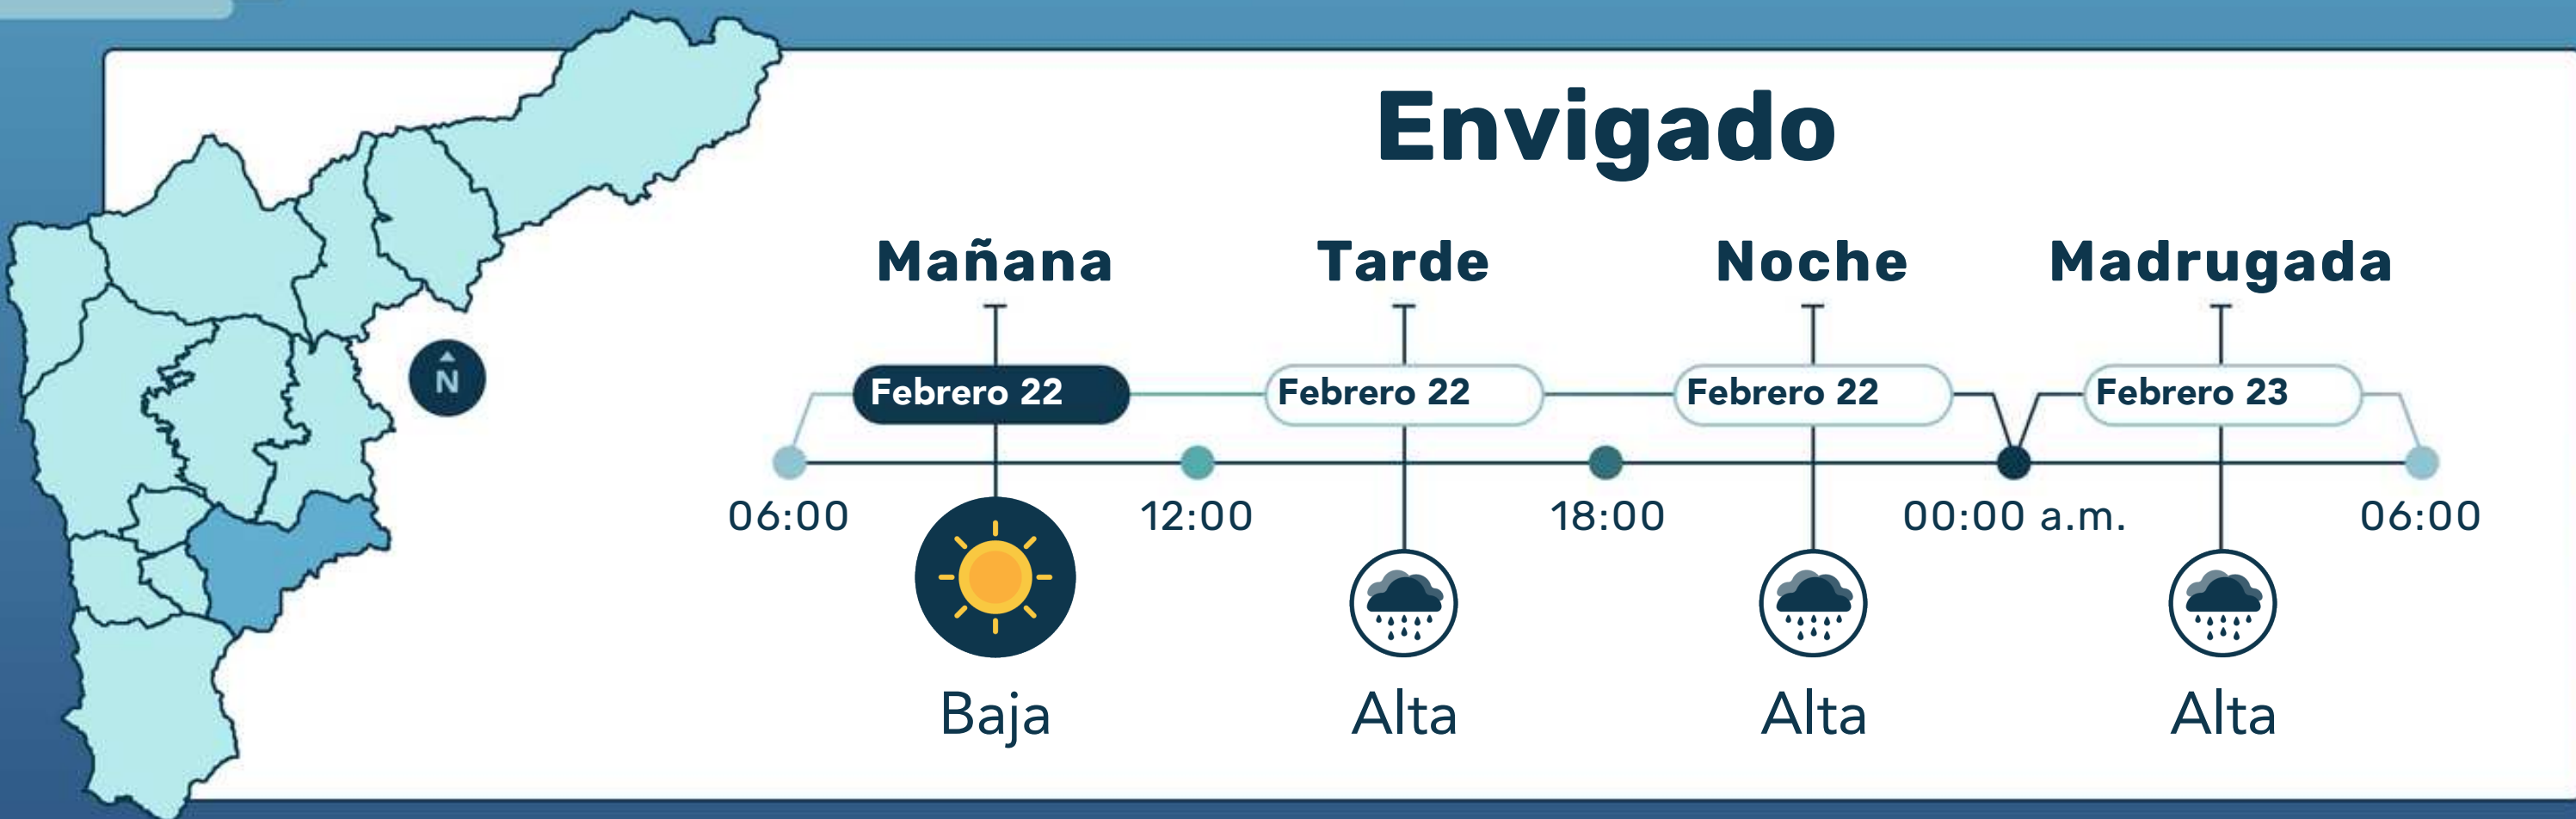 Envigado
Mañana Tarde Noche Madrugada
Febrero 22 Febrero 22 Febrero 22 Febrero 23
N
06:00 12:00 18:00 00:00 a.m. 06:00
Baja Alta Alta Alta